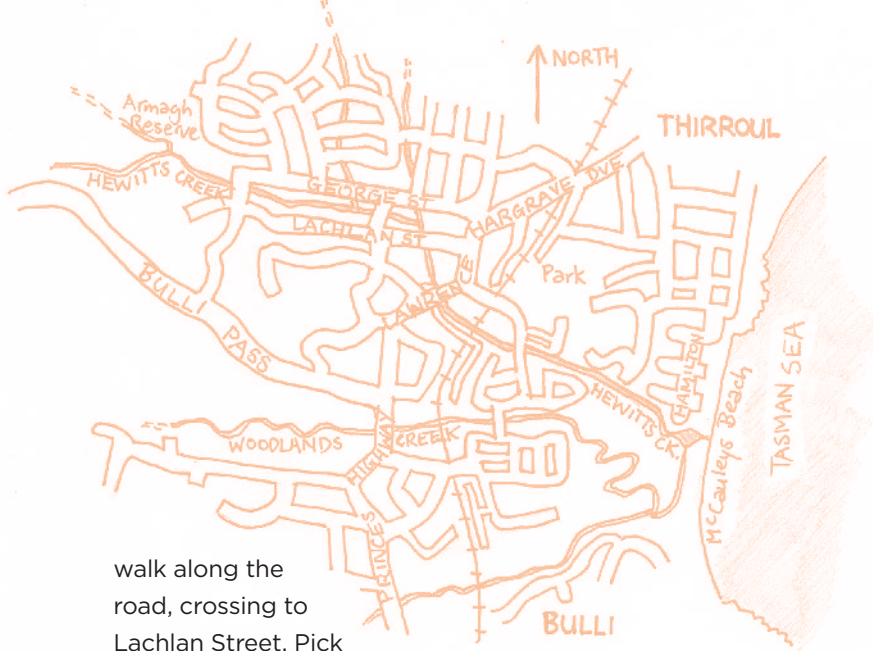 NORTH
THIRROUL
Armagh
Reserve
HEWITTS CREEK
GEORGE ST
HARGRAVE DVE
LACHLAN ST
Park
LAWRENCE
BULLI PASS
HAMILTON
McCauleys Beach
TASMAN SEA
HEWITTS CK.
WOODLANDS CREEK
PRINCES HIGHWAY
BULLI
walk along the
road, crossing to
Lachlan Street. Pick